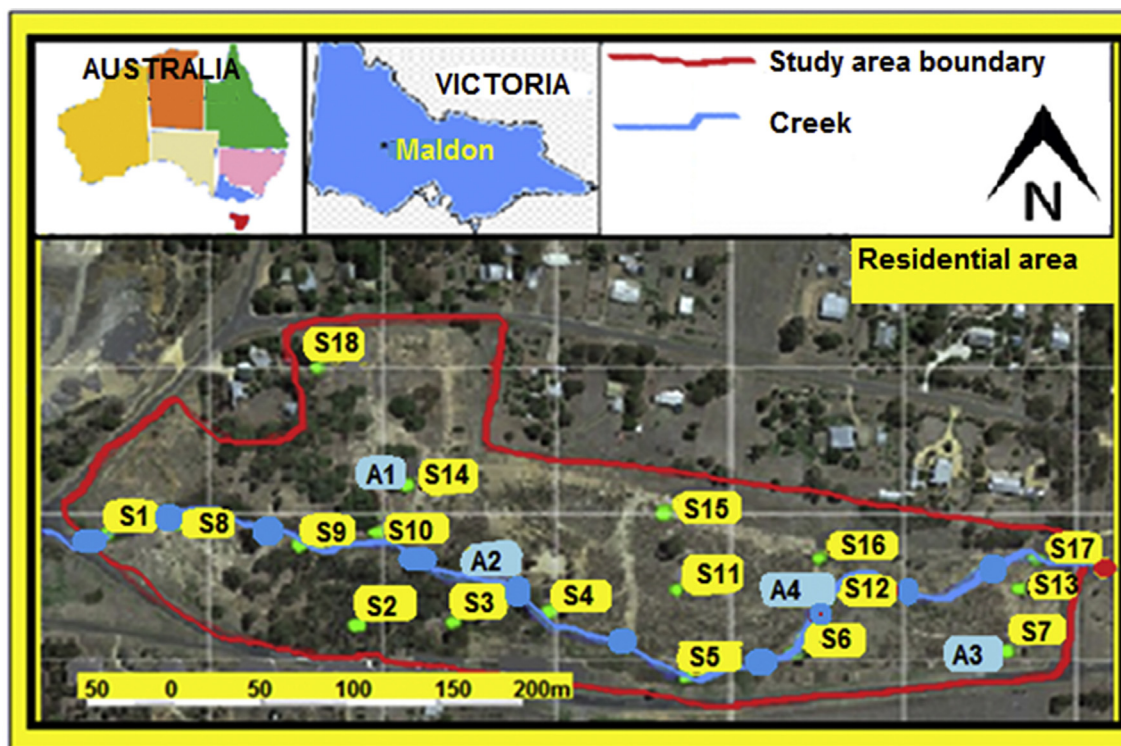 AUSTRALIA
VICTORIA
Maldon
Study area boundary
Creek
N
Residential area
S18
A1
S14
S15
S1
S8
S9
S10
S16
S17
A2
S11
A4
S12
S13
S2
S3
S4
S6
S7
A3
S5
50 0 50 100 150 200m